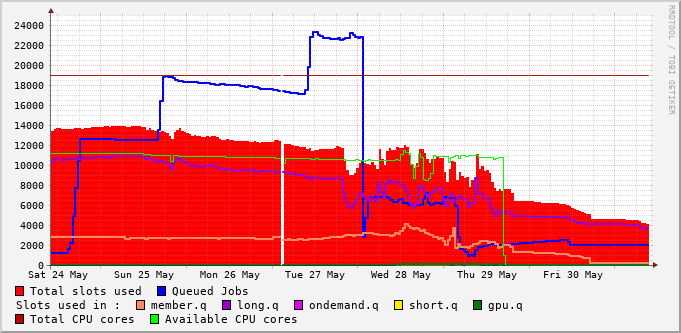 RRDTOOL / TOBI OETIKER
24000
22000
20000
18000
16000
14000
12000
10000
8000
6000
4000
2000
0
Sat 24 May Sun 25 May Mon 26 May Tue 27 May Wed 28 May Thu 29 May Fri 30 May
Total slots used Queued Jobs
Slots used in : member.q long.q ondemand.q short.q gpu.q
Total CPU cores Available CPU cores